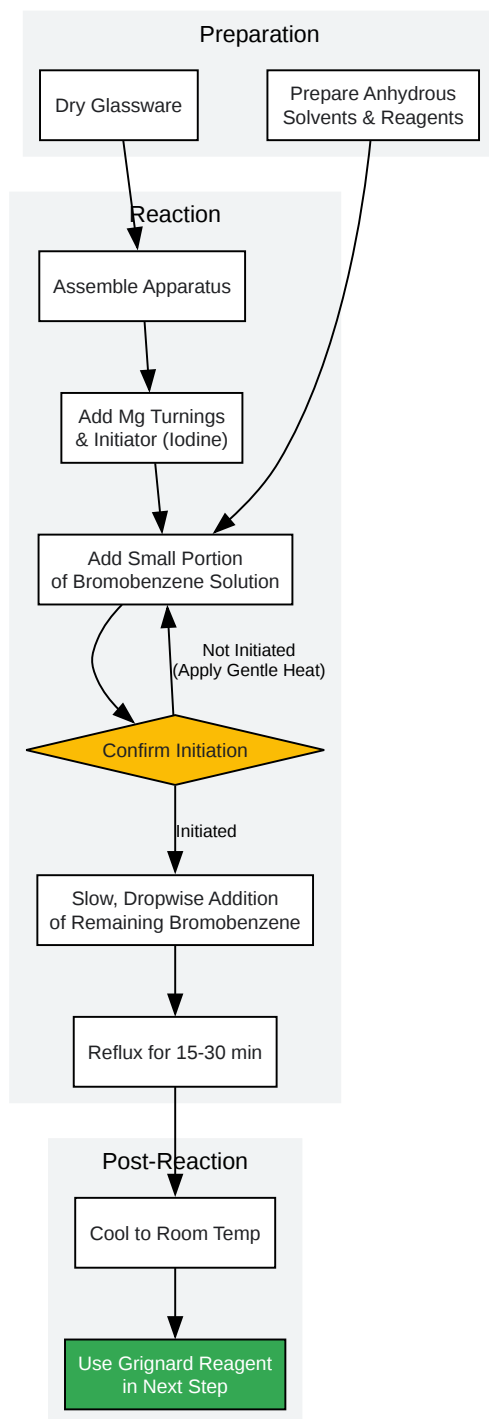 Preparation
Dry Glassware
Prepare Anhydrous
Solvents & Reagents
Reaction
Assemble Apparatus
Add Mg Turnings
& Initiator (Iodine)
Add Small Portion
of Bromobenzene Solution
Not Initiated
(Apply Gentle Heat)
Confirm Initiation
Initiated
Slow, Dropwise Addition
of Remaining Bromobenzene
Reflux for 15-30 min
Post-Reaction
Cool to Room Temp
Use Grignard Reagent
in Next Step